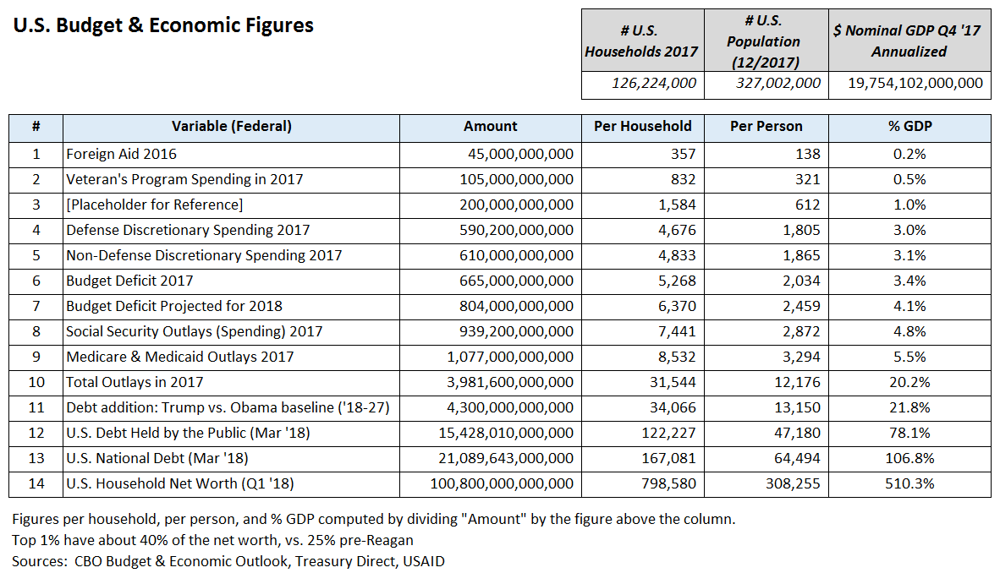 U.S. Budget & Economic Figures
# U.S. Households 2017 # U.S. Population (12/2017) $ Nominal GDP Q4 '17 Annualized
126,224,000 327,002,000 19,754,102,000,000
# Variable (Federal) Amount Per Household Per Person % GDP
1 Foreign Aid 2016 45,000,000,000 357 138 0.2%
2 Veteran's Program Spending in 2017 105,000,000,000 832 321 0.5%
3 [Placeholder for Reference] 200,000,000,000 1,584 612 1.0%
4 Defense Discretionary Spending 2017 590,200,000,000 4,676 1,805 3.0%
5 Non-Defense Discretionary Spending 2017 610,000,000,000 4,833 1,865 3.1%
6 Budget Deficit 2017 665,000,000,000 5,268 2,034 3.4%
7 Budget Deficit Projected for 2018 804,000,000,000 6,370 2,459 4.1%
8 Social Security Outlays (Spending) 2017 939,200,000,000 7,441 2,872 4.8%
9 Medicare & Medicaid Outlays 2017 1,077,000,000,000 8,532 3,294 5.5%
10 Total Outlays in 2017 3,981,600,000,000 31,544 12,176 20.2%
11 Debt addition: Trump vs. Obama baseline ('18-27) 4,300,000,000,000 34,066 13,150 21.8%
12 U.S. Debt Held by the Public (Mar '18) 15,428,010,000,000 122,227 47,180 78.1%
13 U.S. National Debt (Mar '18) 21,089,643,000,000 167,081 64,494 106.8%
14 U.S. Household Net Worth (Q1 '18) 100,800,000,000,000 798,580 308,255 510.3%
Figures per household, per person, and % GDP computed by dividing "Amount" by the figure above the column.
Top 1% have about 40% of the net worth, vs. 25% pre-Reagan
Sources: CBO Budget & Economic Outlook, Treasury Direct, USAID